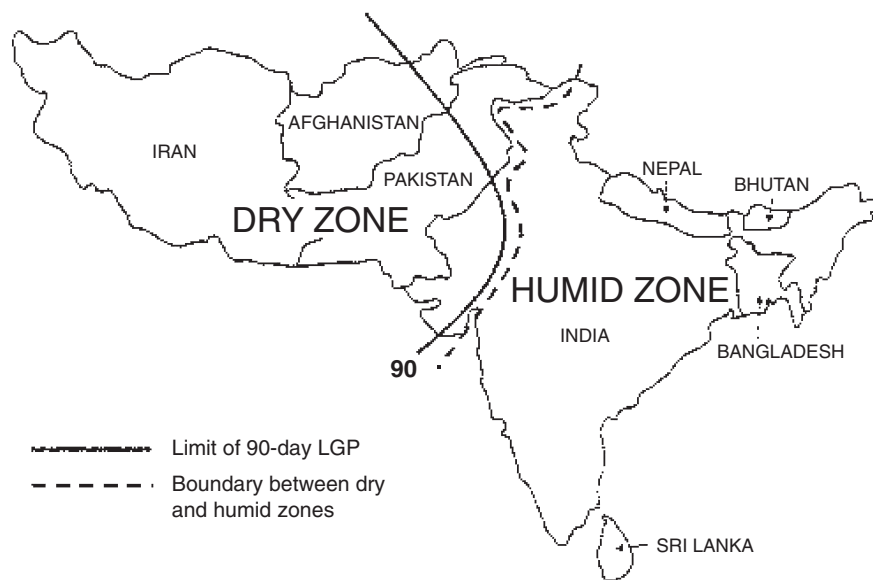 AFGHANISTAN
IRAN
NEPAL
PAKISTAN
BHUTAN
DRY ZONE
HUMID ZONE
INDIA
BANGLADESH
90
Limit of 90-day LGP
Boundary between dry
and humid zones
SRI LANKA